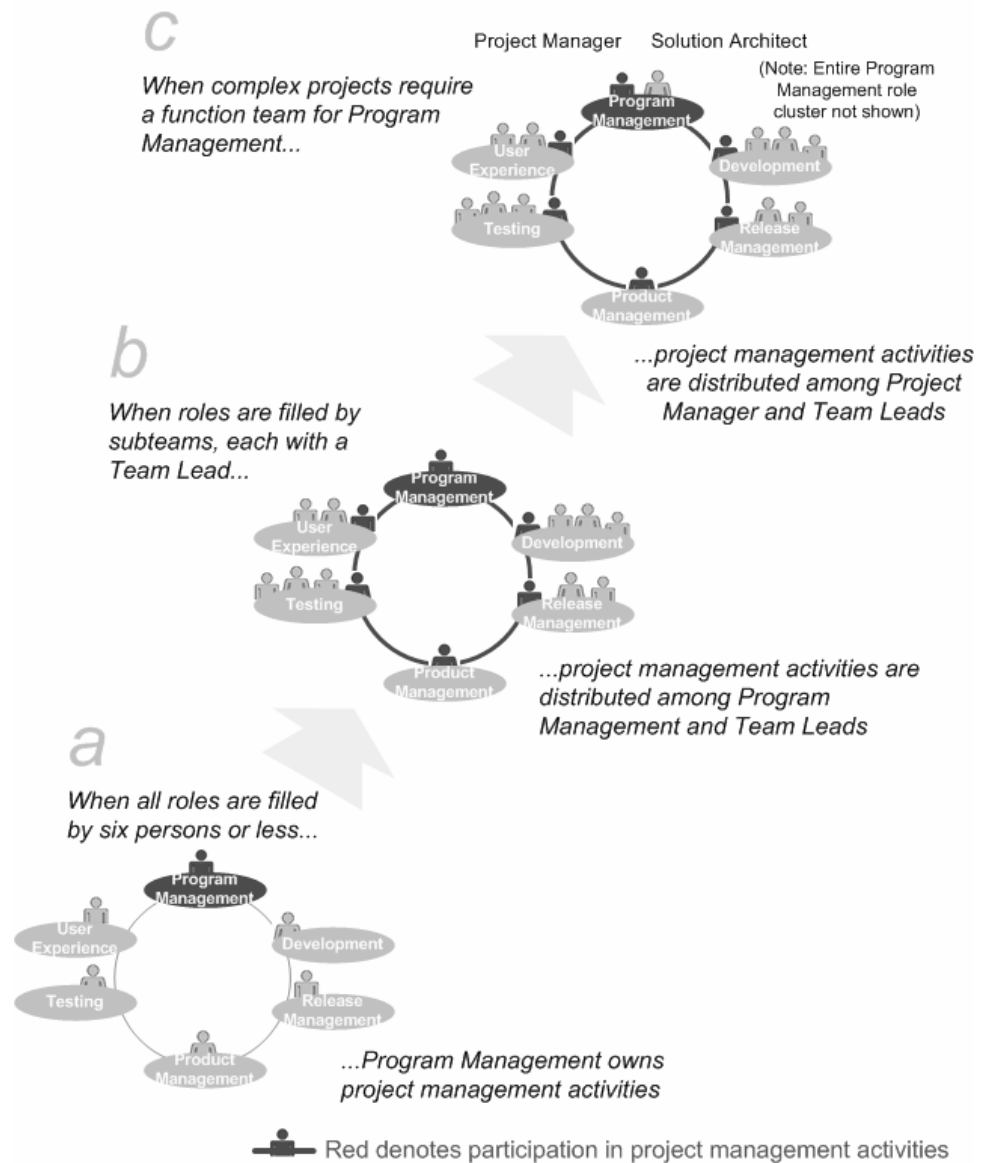 c
Project Manager
Solution Architect
When complex projects require
a function team for Program
Management...
(Note: Entire Program
Management role
cluster not shown)
Program
Management
User
Experience
Development
Testing
Release
Management
Product
Management
...project management activities
are distributed among Project
Manager and Team Leads
b
When roles are filled by
subteams, each with a
Team Lead...
Program
Management
User
Experience
Development
Testing
Release
Management
Product
Management
...project management activities are
distributed among Program
Management and Team Leads
a
When all roles are filled
by six persons or less...
Program
Management
User
Experience
Development
Testing
Release
Management
Product
Management
...Program Management owns
project management activities
Red denotes participation in project management activities